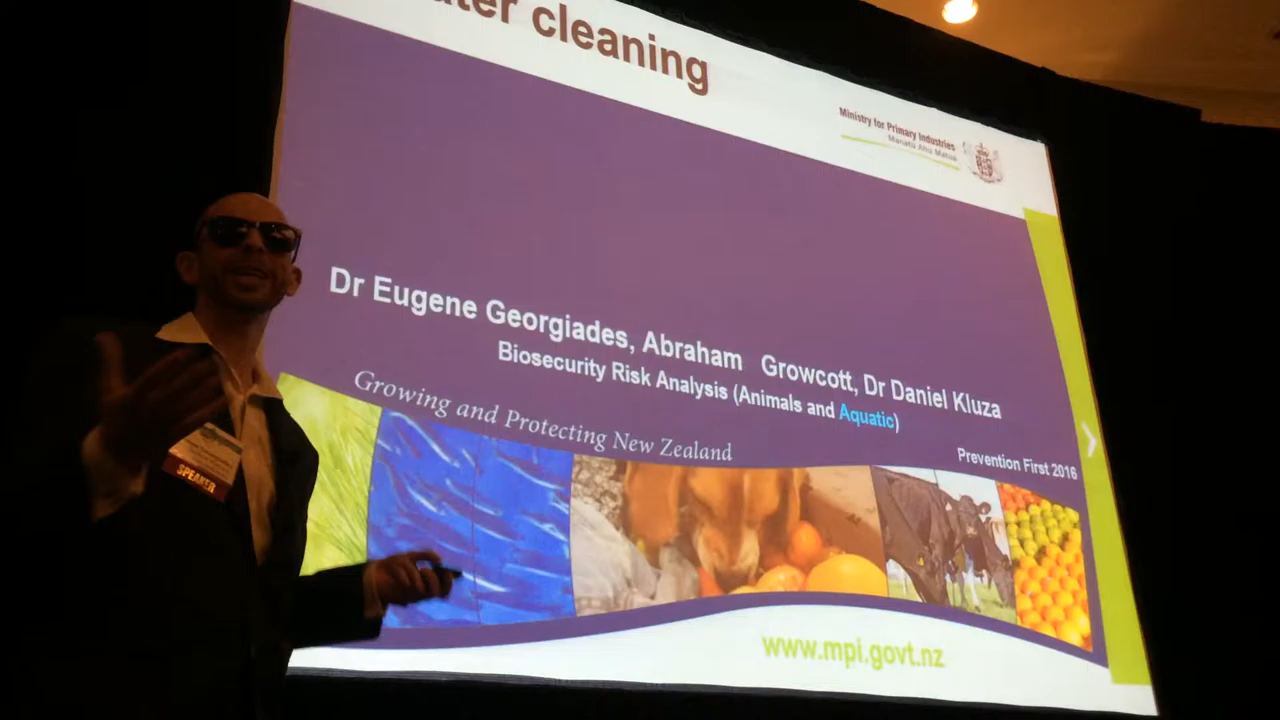 cleaning
Ministry for Primary Industries
Manatū Ahu Matua
Dr Eugene Georgiades, Abraham Growcott, Dr Daniel Kluza
Biosecurity Risk Analysis (Animals and Aquatic)
Growing and Protecting New Zealand
Prevention First 2016
SPEAKER
www.mpi.govt.nz